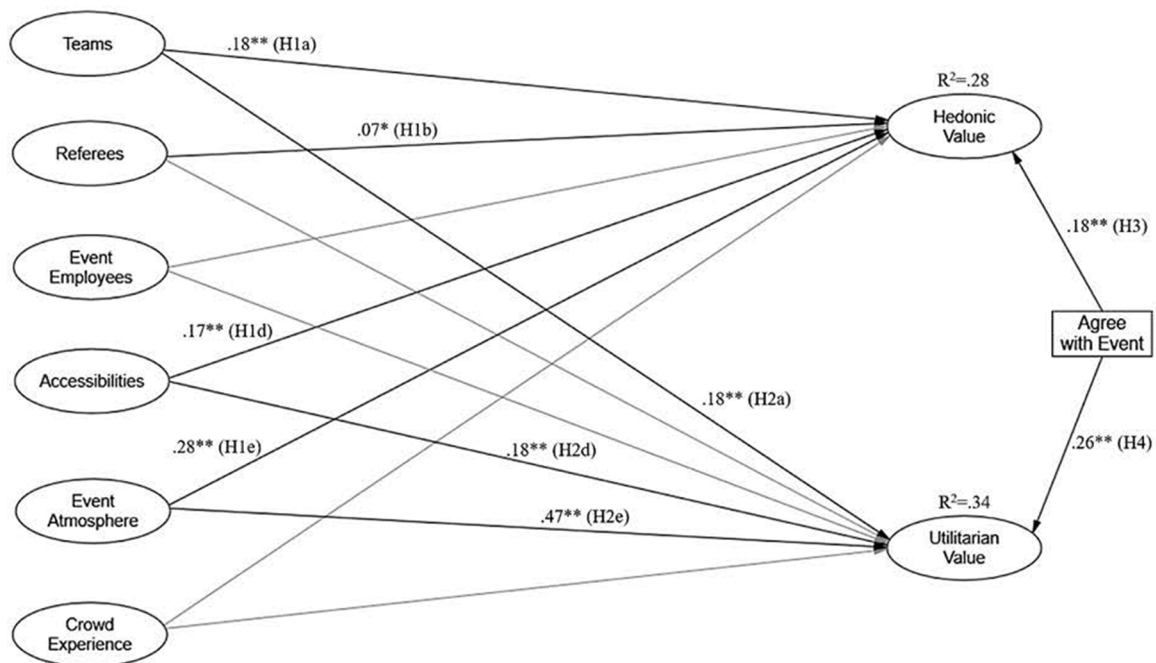 Teams
.18** (H1a)
R²=.28
Hedonic
Value
Referees
.07* (H1b)
.18** (H3)
Event
Employees
.17** (H1d)
Agree
with Event
Accessibilities
.18** (H2a)
.28** (H1e)
.18** (H2d)
.26** (H4)
Event
Atmosphere
.47** (H2e)
R²=.34
Utilitarian
Value
Crowd
Experience